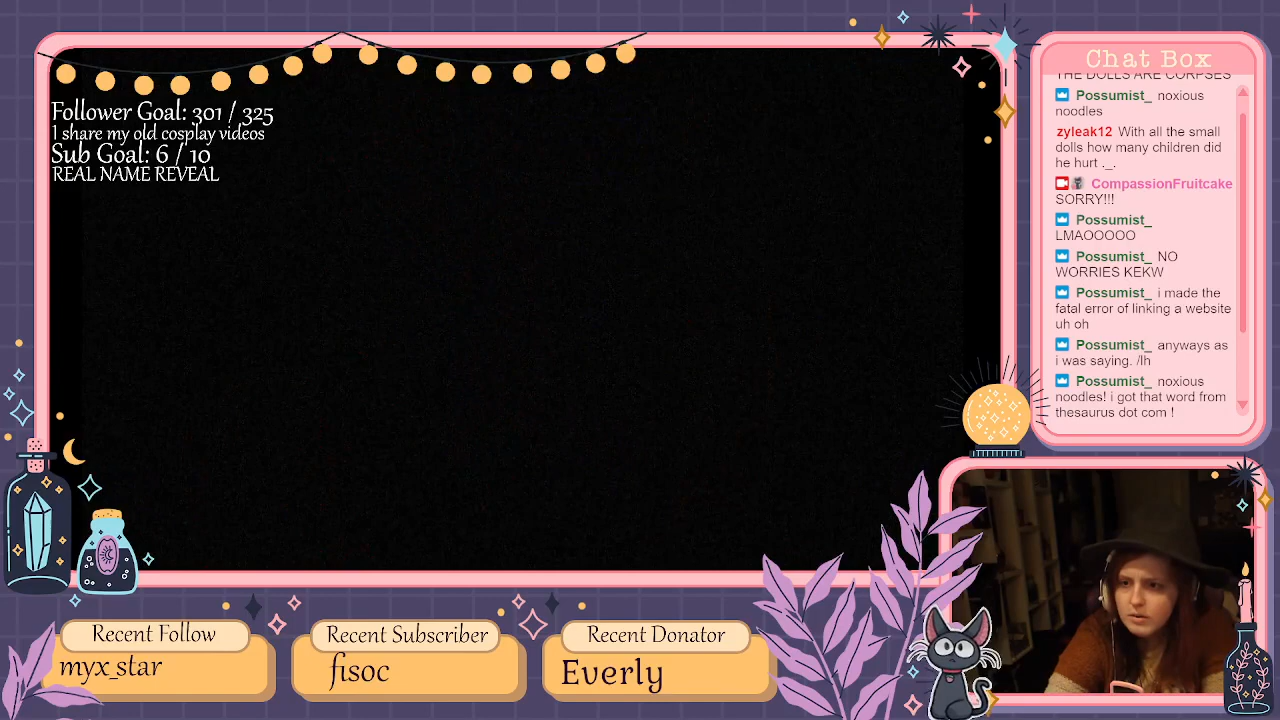 Follower Goal: 301 / 325
I share my old cosplay videos
Sub Goal: 6 / 10
REAL NAME REVEAL
Chat Box
THE DOLLS ARE CORPSES
Possumist_ noxious
noodles
zyleak12 With all the small
dolls how many children did
he hurt ._.
CompassionFruitcake
SORRY!!!
Possumist_
LMAOOOOO
Possumist_ NO
WORRIES KEKW
Possumist_ i made the
fatal error of linking a website
uh oh
Possumist_ anyways as
i was saying. /lh
Possumist_ noxious
noodles! i got that word from
thesaurus dot com !
Recent Follow
myx_star
Recent Subscriber
fisoc
Recent Donator
Everly